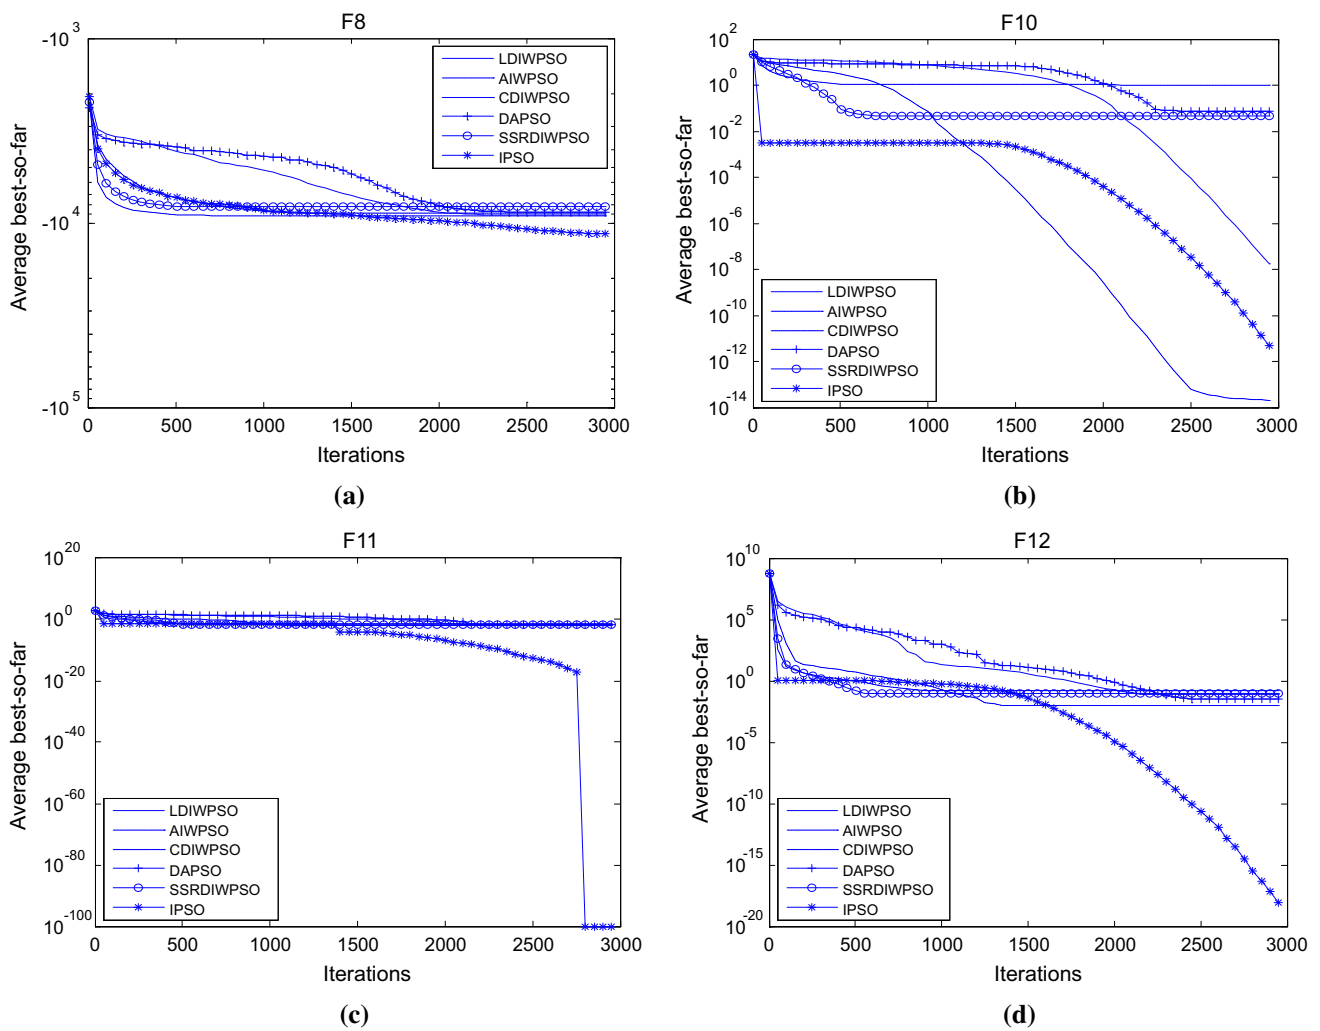 F8
-10^3
-10^4
-10^5
Average best-so-far
LDIWPSO
AIWPSO
CDIWPSO
DAPSO
SSRDIWPSO
IPSO
0 500 1000 1500 2000 2500 3000
Iterations
(a)
F10
10^2
10^0
10^-2
10^-4
10^-6
10^-8
10^-10
10^-12
10^-14
Average best-so-far
LDIWPSO
AIWPSO
CDIWPSO
DAPSO
SSRDIWPSO
IPSO
0 500 1000 1500 2000 2500 3000
Iterations
(b)
F11
10^20
10^0
10^-20
10^-40
10^-60
10^-80
10^-100
Average best-so-far
LDIWPSO
AIWPSO
CDIWPSO
DAPSO
SSRDIWPSO
IPSO
0 500 1000 1500 2000 2500 3000
Iterations
(c)
F12
10^10
10^5
10^0
10^-5
10^-10
10^-15
10^-20
Average best-so-far
LDIWPSO
AIWPSO
CDIWPSO
DAPSO
SSRDIWPSO
IPSO
0 500 1000 1500 2000 2500 3000
Iterations
(d)